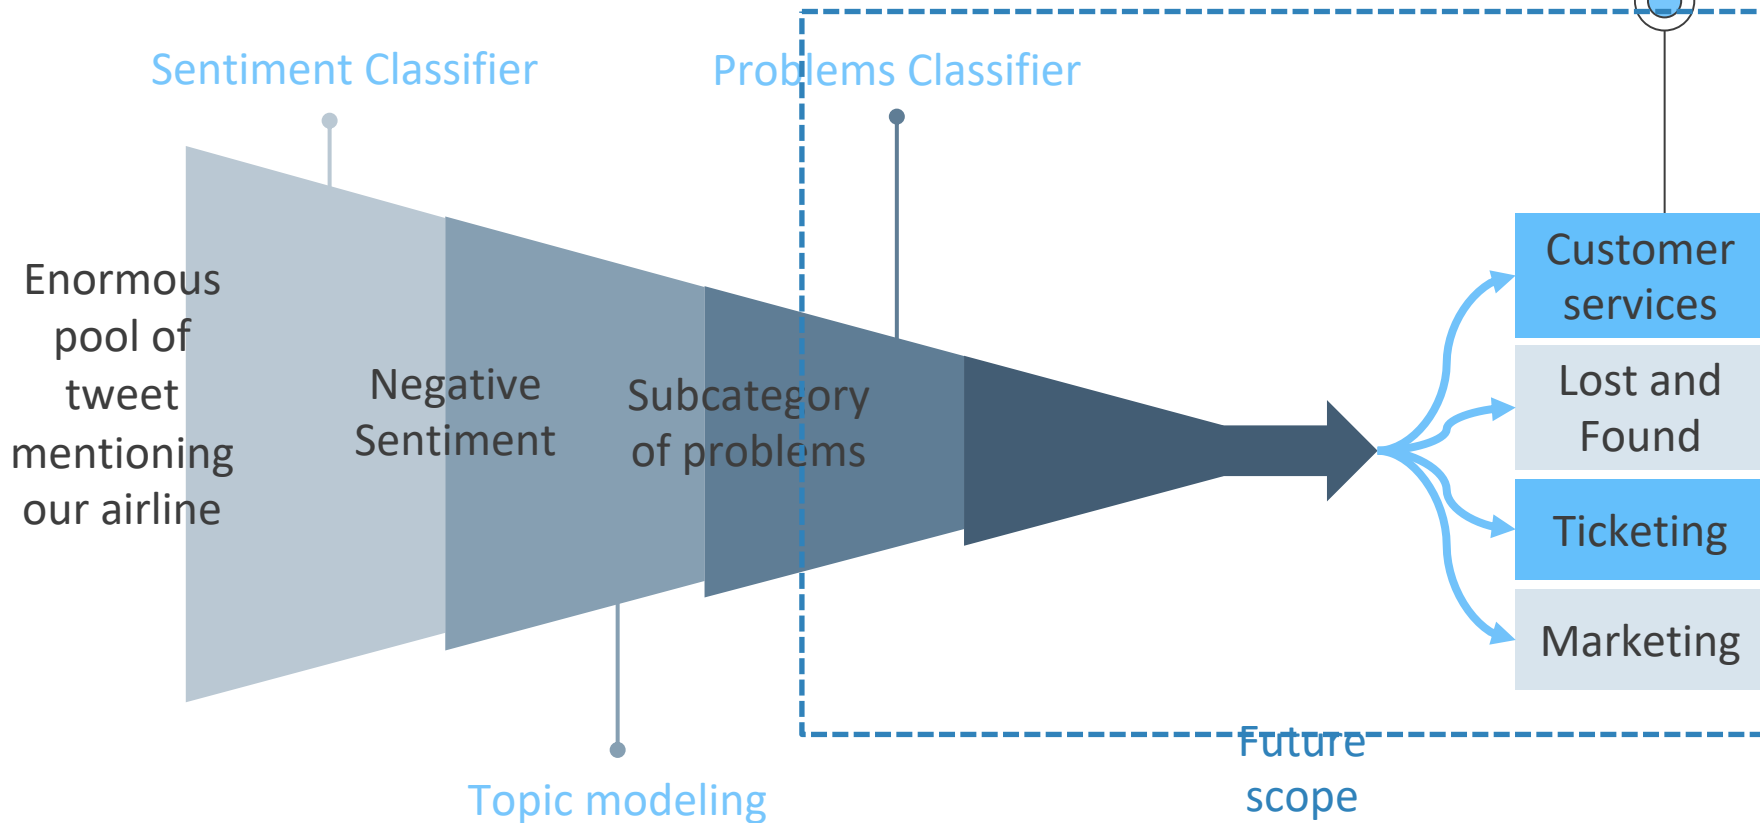 Sentiment Classifier
Problems Classifier
Enormous
pool of
tweet
mentioning
our airline
Negative
Sentiment
Subcategory
of problems
Customer
services
Lost and
Found
Ticketing
Marketing
Future
scope
Topic modeling